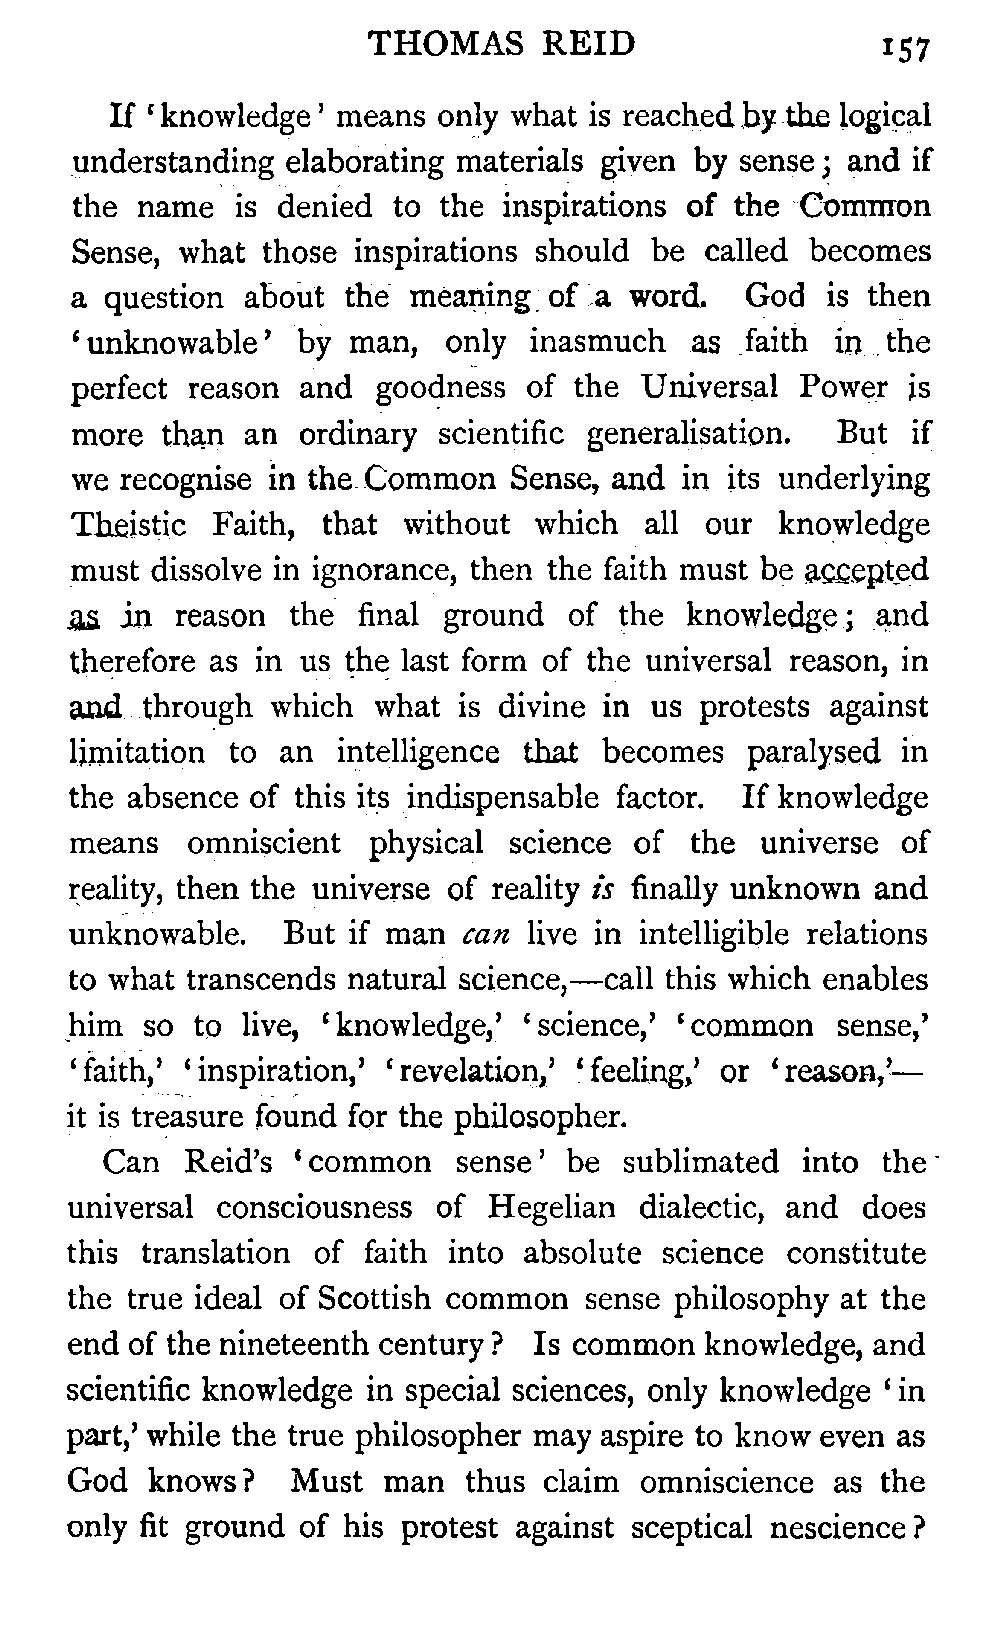 THOMAS REID 157
If ‘knowledge’ means only what is reached by the logical
understanding elaborating materials given by sense; and if
the name is denied to the inspirations of the Common
Sense, what those inspirations should be called becomes
a question about the meaning of a word. God is then
‘unknowable’ by man, only inasmuch as faith in the
perfect reason and goodness of the Universal Power is
more than an ordinary scientific generalisation. But if
we recognise in the Common Sense, and in its underlying
Theistic Faith, that without which all our knowledge
must dissolve in ignorance, then the faith must be accepted
as in reason the final ground of the knowledge; and
therefore as in us the last form of the universal reason, in
and through which what is divine in us protests against
limitation to an intelligence that becomes paralysed in
the absence of this its indispensable factor. If knowledge
means omniscient physical science of the universe of
reality, then the universe of reality is finally unknown and
unknowable. But if man can live in intelligible relations
to what transcends natural science,—call this which enables
him so to live, ‘knowledge,’ ‘science,’ ‘common sense,’
‘faith,’ ‘inspiration,’ ‘revelation,’ ‘feeling,’ or ‘reason,’—
it is treasure found for the philosopher.
Can Reid’s ‘common sense’ be sublimated into the
universal consciousness of Hegelian dialectic, and does
this translation of faith into absolute science constitute
the true ideal of Scottish common sense philosophy at the
end of the nineteenth century? Is common knowledge, and
scientific knowledge in special sciences, only knowledge ‘in
part,’ while the true philosopher may aspire to know even as
God knows? Must man thus claim omniscience as the
only fit ground of his protest against sceptical nescience?